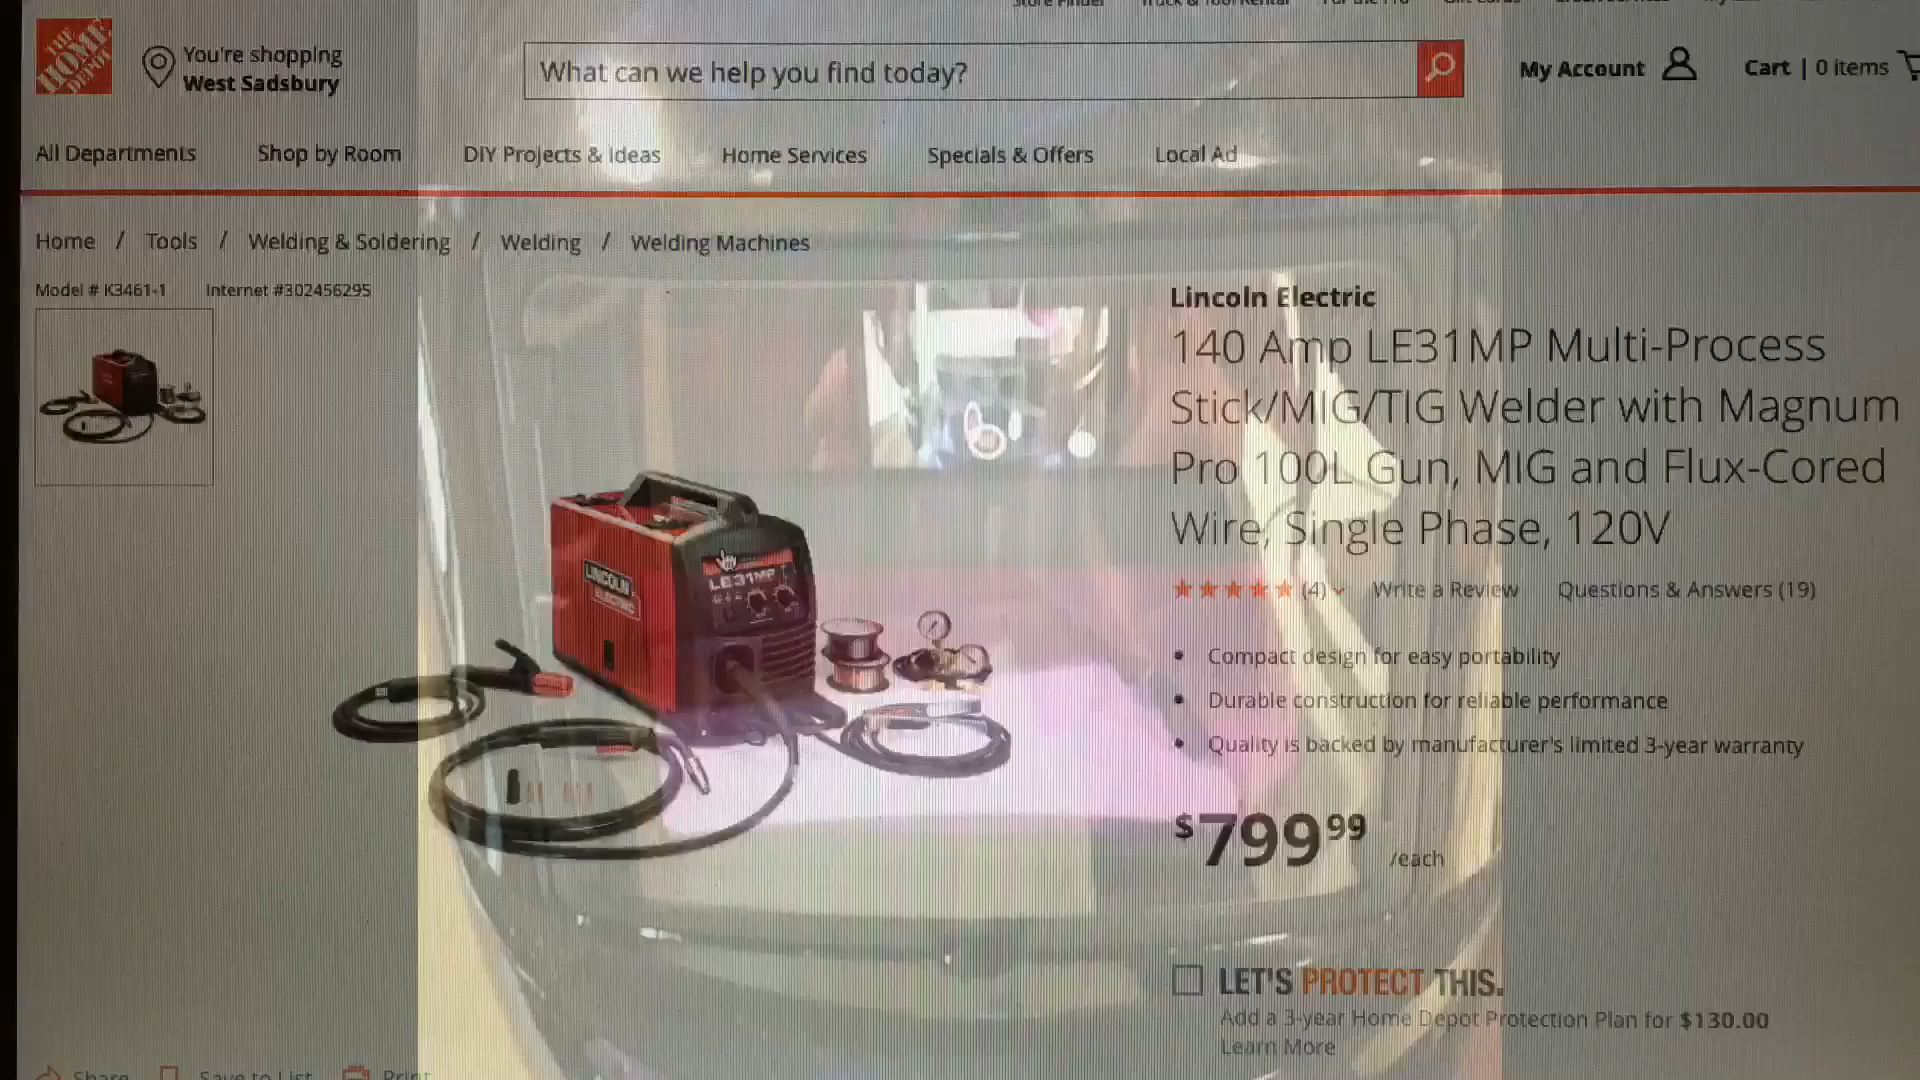 THE HOME DEPOT
You're shopping
West Sadsbury
What can we help you find today?
My Account
Cart | 0 items
All Departments
Shop by Room
DIY Projects & Ideas
Home Services
Specials & Offers
Local Ad
Home / Tools / Welding & Soldering / Welding / Welding Machines
Model # K3461-1
Internet #302456295
Lincoln Electric
140 Amp LE31MP Multi-Process
Stick/MIG/TIG Welder with Magnum
Pro 100L Gun, MIG and Flux-Cored
Wire, Single Phase, 120V
(4)
Write a Review
Questions & Answers (19)
LINCOLN
ELECTRIC
LE31MP
• Compact design for easy portability
• Durable construction for reliable performance
• Quality is backed by manufacturer's limited 3-year warranty
$799 99 /each
LET'S PROTECT THIS.
Add a 3-year Home Depot Protection Plan for $130.00
Learn More
Share
Save to List
Print